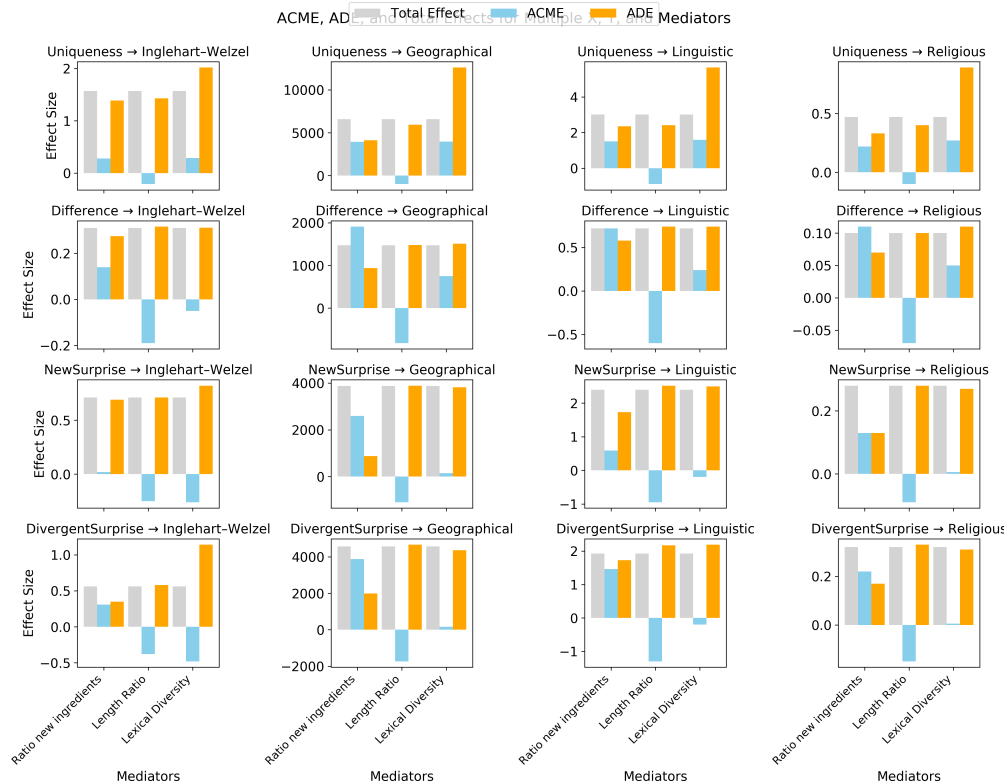 ACME, ADE, and Total Effects for Multiple X, Y, and Mediators
Total Effect ACME ADE
Uniqueness → Inglehart–Welzel
Uniqueness → Geographical
Uniqueness → Linguistic
Uniqueness → Religious
Effect Size
2
1
0
10000
5000
0
4
2
0
0.5
0.0
Difference → Inglehart–Welzel
Difference → Geographical
Difference → Linguistic
Difference → Religious
Effect Size
0.2
0.0
−0.2
2000
1000
0
0.5
0.0
−0.5
0.10
0.05
0.00
−0.05
NewSurprise → Inglehart–Welzel
NewSurprise → Geographical
NewSurprise → Linguistic
NewSurprise → Religious
Effect Size
0.5
0.0
4000
2000
0
2
1
0
−1
0.2
0.0
DivergentSurprise → Inglehart–Welzel
DivergentSurprise → Geographical
DivergentSurprise → Linguistic
DivergentSurprise → Religious
Effect Size
1.0
0.5
0.0
−0.5
4000
2000
0
−2000
2
1
0
−1
0.2
0.0
Ratio new ingredients
Length Ratio
Lexical Diversity
Ratio new ingredients
Length Ratio
Lexical Diversity
Ratio new ingredients
Length Ratio
Lexical Diversity
Ratio new ingredients
Length Ratio
Lexical Diversity
Mediators
Mediators
Mediators
Mediators